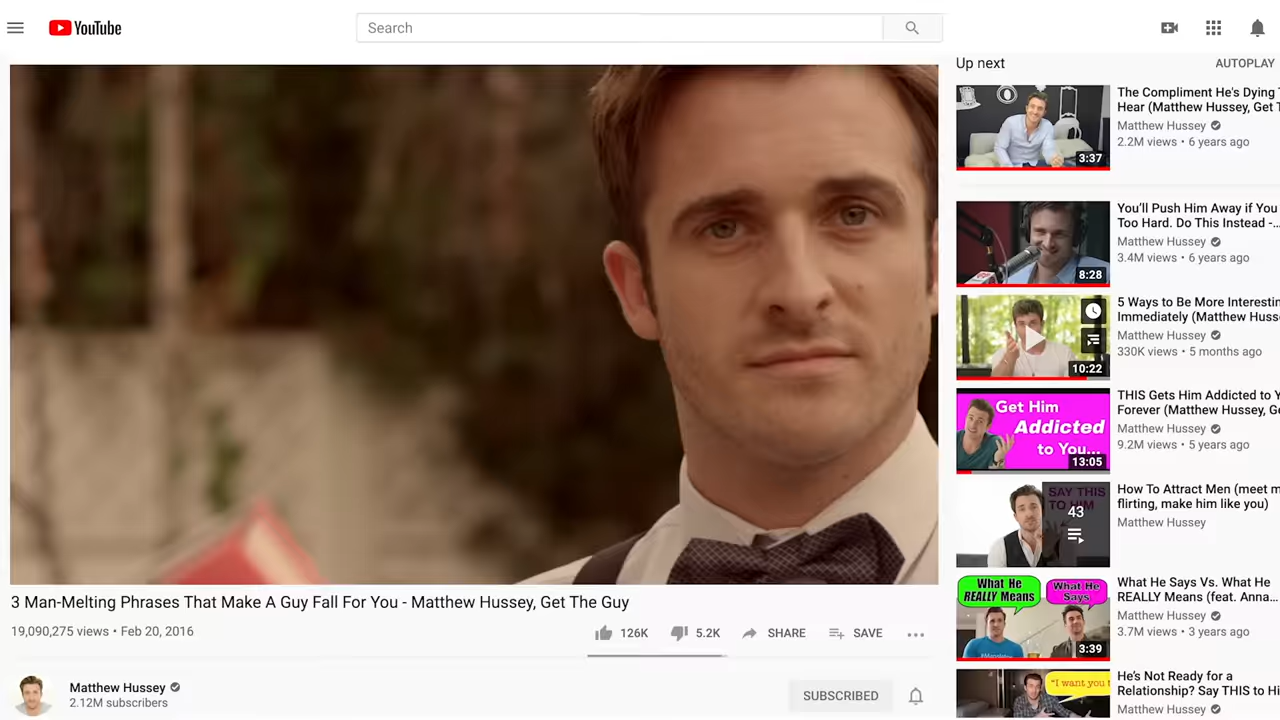 YouTube
Search
Up next
AUTOPLAY
3:37
The Compliment He's Dying T
Hear (Matthew Hussey, Get T
Matthew Hussey
2.2M views • 6 years ago
8:28
You'll Push Him Away if You
Too Hard. Do This Instead -...
Matthew Hussey
3.4M views • 6 years ago
10:22
5 Ways to Be More Interestin
Immediately (Matthew Huss
Matthew Hussey
330K views • 5 months ago
Get Him
Addicted
to You...
13:05
THIS Gets Him Addicted to Y
Forever (Matthew Hussey, G
Matthew Hussey
9.2M views • 5 years ago
SAY THIS
TO HIM
43
How To Attract Men (meet m
flirting, make him like you)
Matthew Hussey
What He
REALLY Means
What He
Says
3:39
What He Says Vs. What He
REALLY Means (feat. Anna...
Matthew Hussey
3.7M views • 3 years ago
"I want you t
He's Not Ready for a
Relationship? Say THIS to Hi
Matthew Hussey
3 Man-Melting Phrases That Make A Guy Fall For You - Matthew Hussey, Get The Guy
19,090,275 views • Feb 20, 2016
126K
5.2K
SHARE
SAVE
Matthew Hussey
2.12M subscribers
SUBSCRIBED